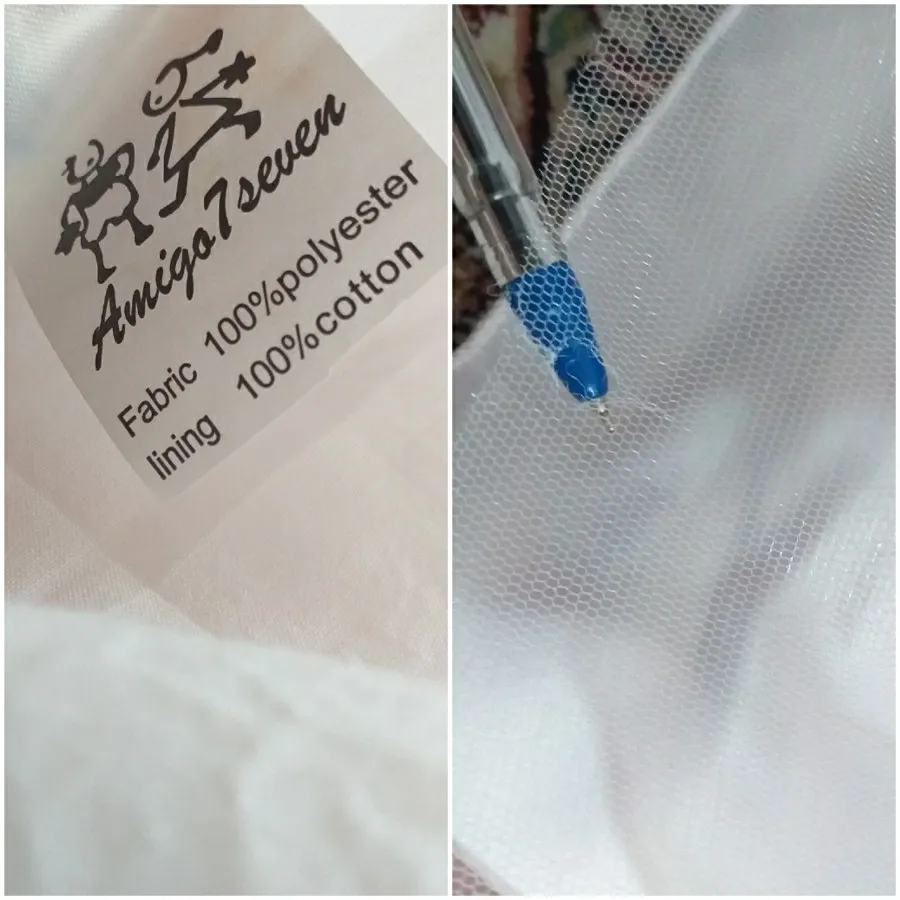 Amigo7seven
Fabric 100%polyester
lining 100%cotton